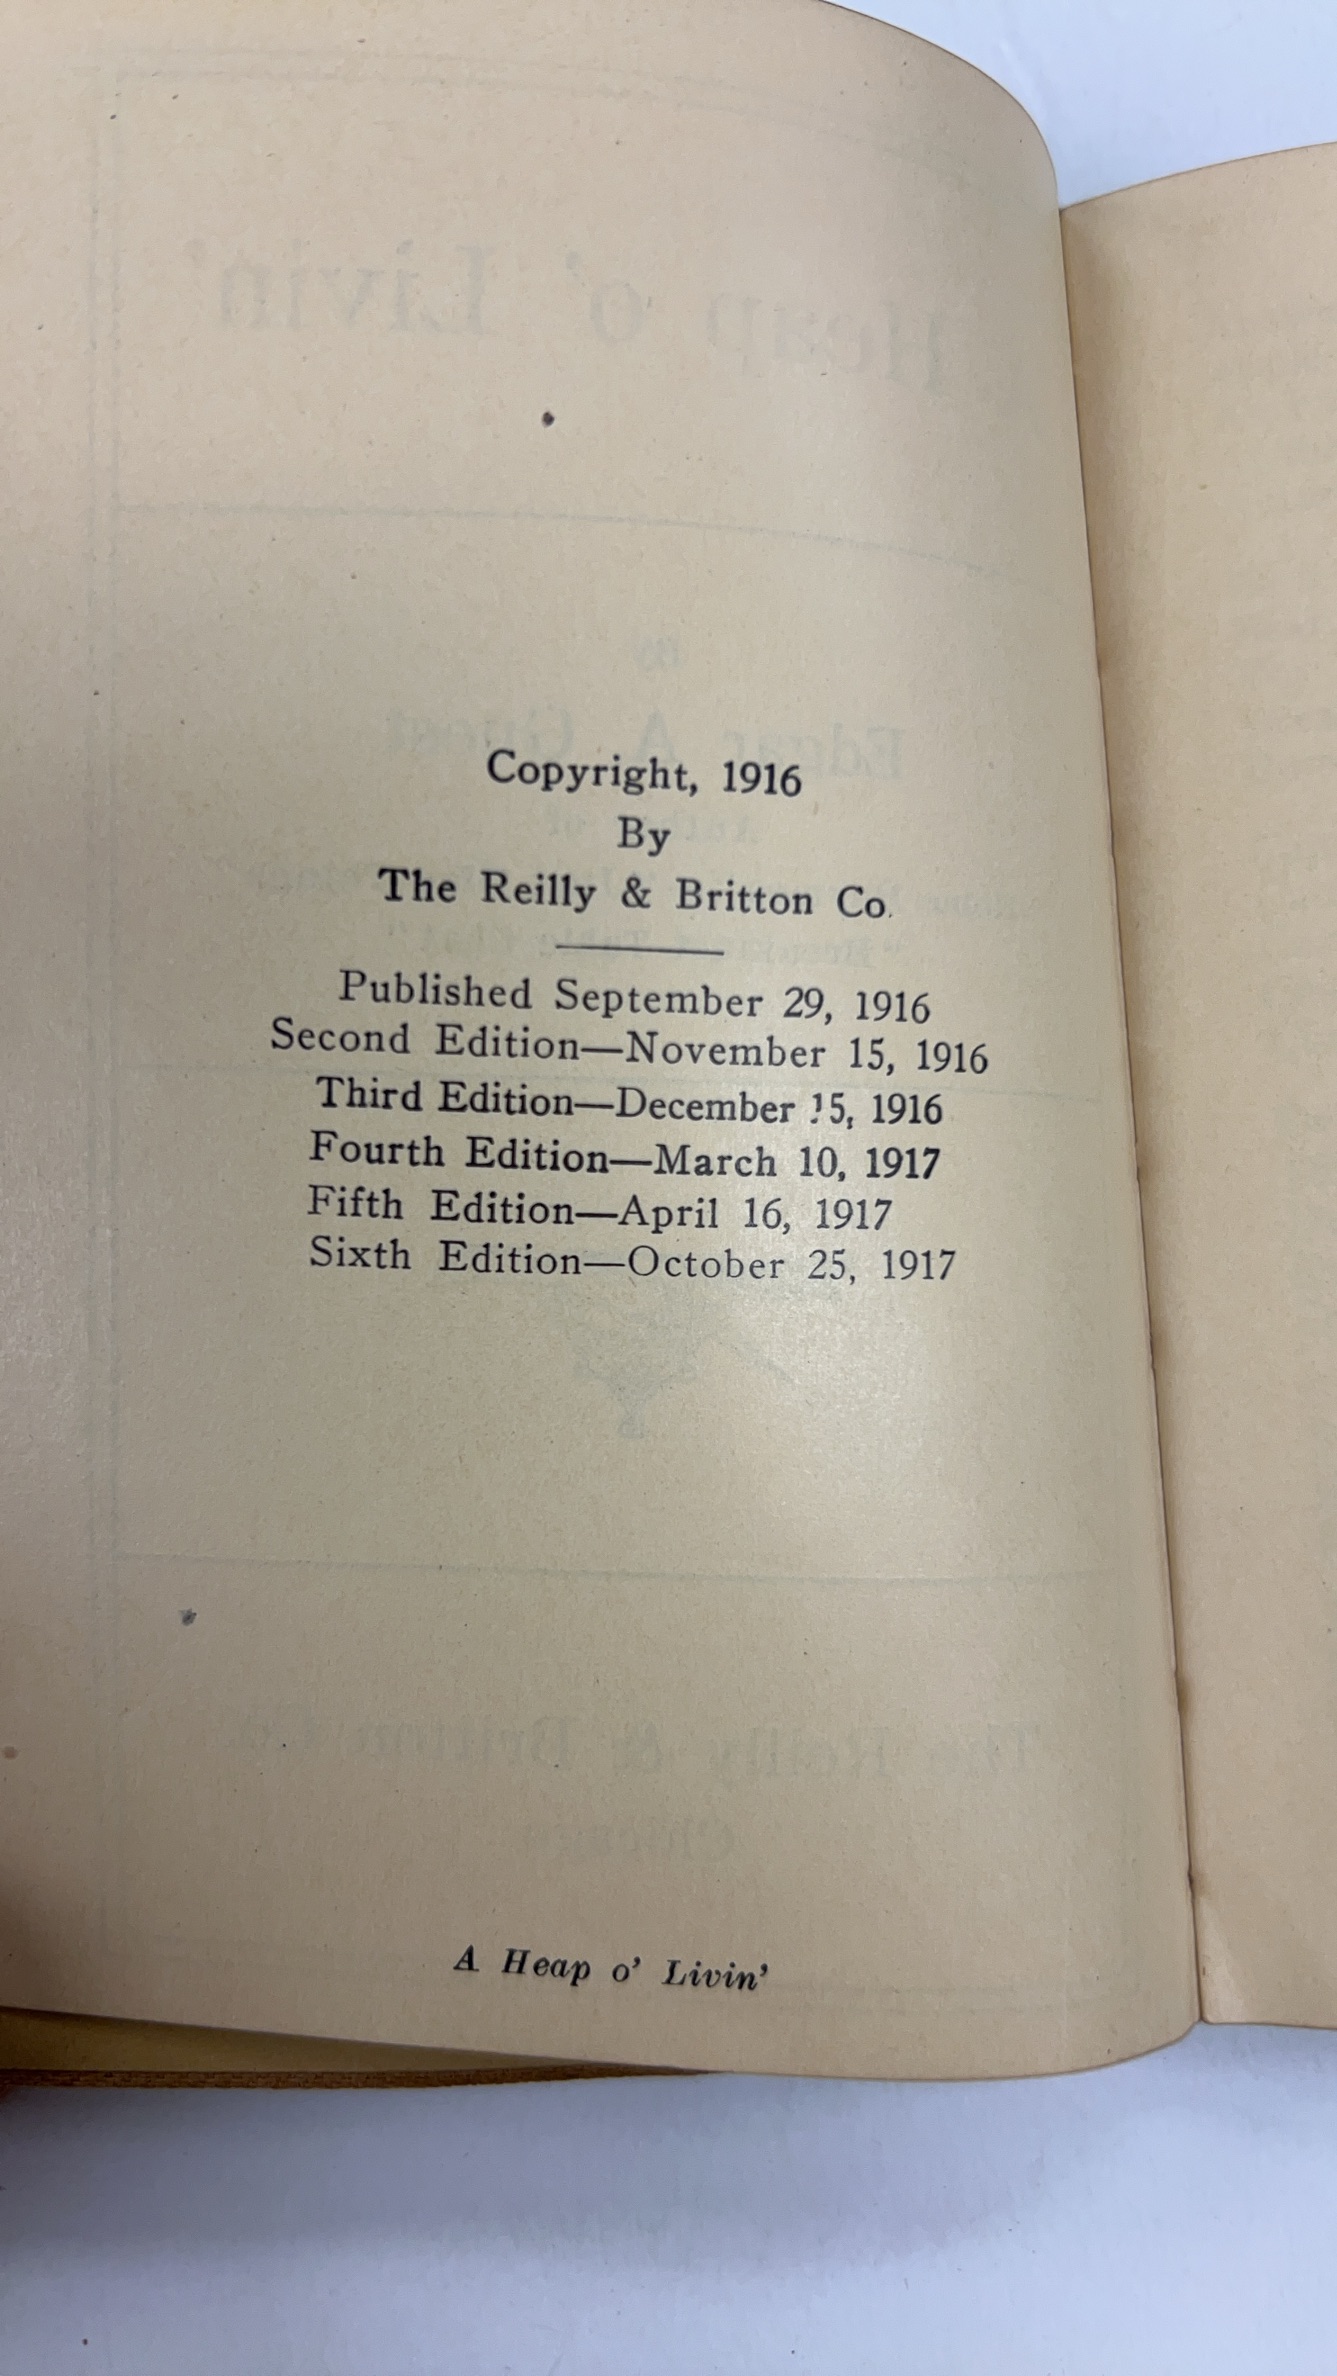 Copyright, 1916
By
The Reilly & Britton Co.
Published September 29, 1916
Second Edition—November 15, 1916
Third Edition—December 15, 1916
Fourth Edition—March 10, 1917
Fifth Edition—April 16, 1917
Sixth Edition—October 25, 1917
A Heap o' Livin'